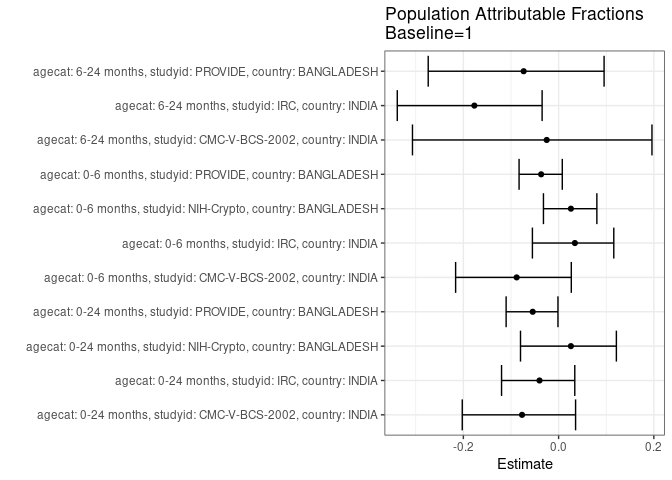 Population Attributable Fractions
Baseline=1
agecat: 6-24 months, studyid: PROVIDE, country: BANGLADESH
agecat: 6-24 months, studyid: IRC, country: INDIA
agecat: 6-24 months, studyid: CMC-V-BCS-2002, country: INDIA
agecat: 0-6 months, studyid: PROVIDE, country: BANGLADESH
agecat: 0-6 months, studyid: NIH-Crypto, country: BANGLADESH
agecat: 0-6 months, studyid: IRC, country: INDIA
agecat: 0-6 months, studyid: CMC-V-BCS-2002, country: INDIA
agecat: 0-24 months, studyid: PROVIDE, country: BANGLADESH
agecat: 0-24 months, studyid: NIH-Crypto, country: BANGLADESH
agecat: 0-24 months, studyid: IRC, country: INDIA
agecat: 0-24 months, studyid: CMC-V-BCS-2002, country: INDIA
-0.2 0.0 0.2
Estimate